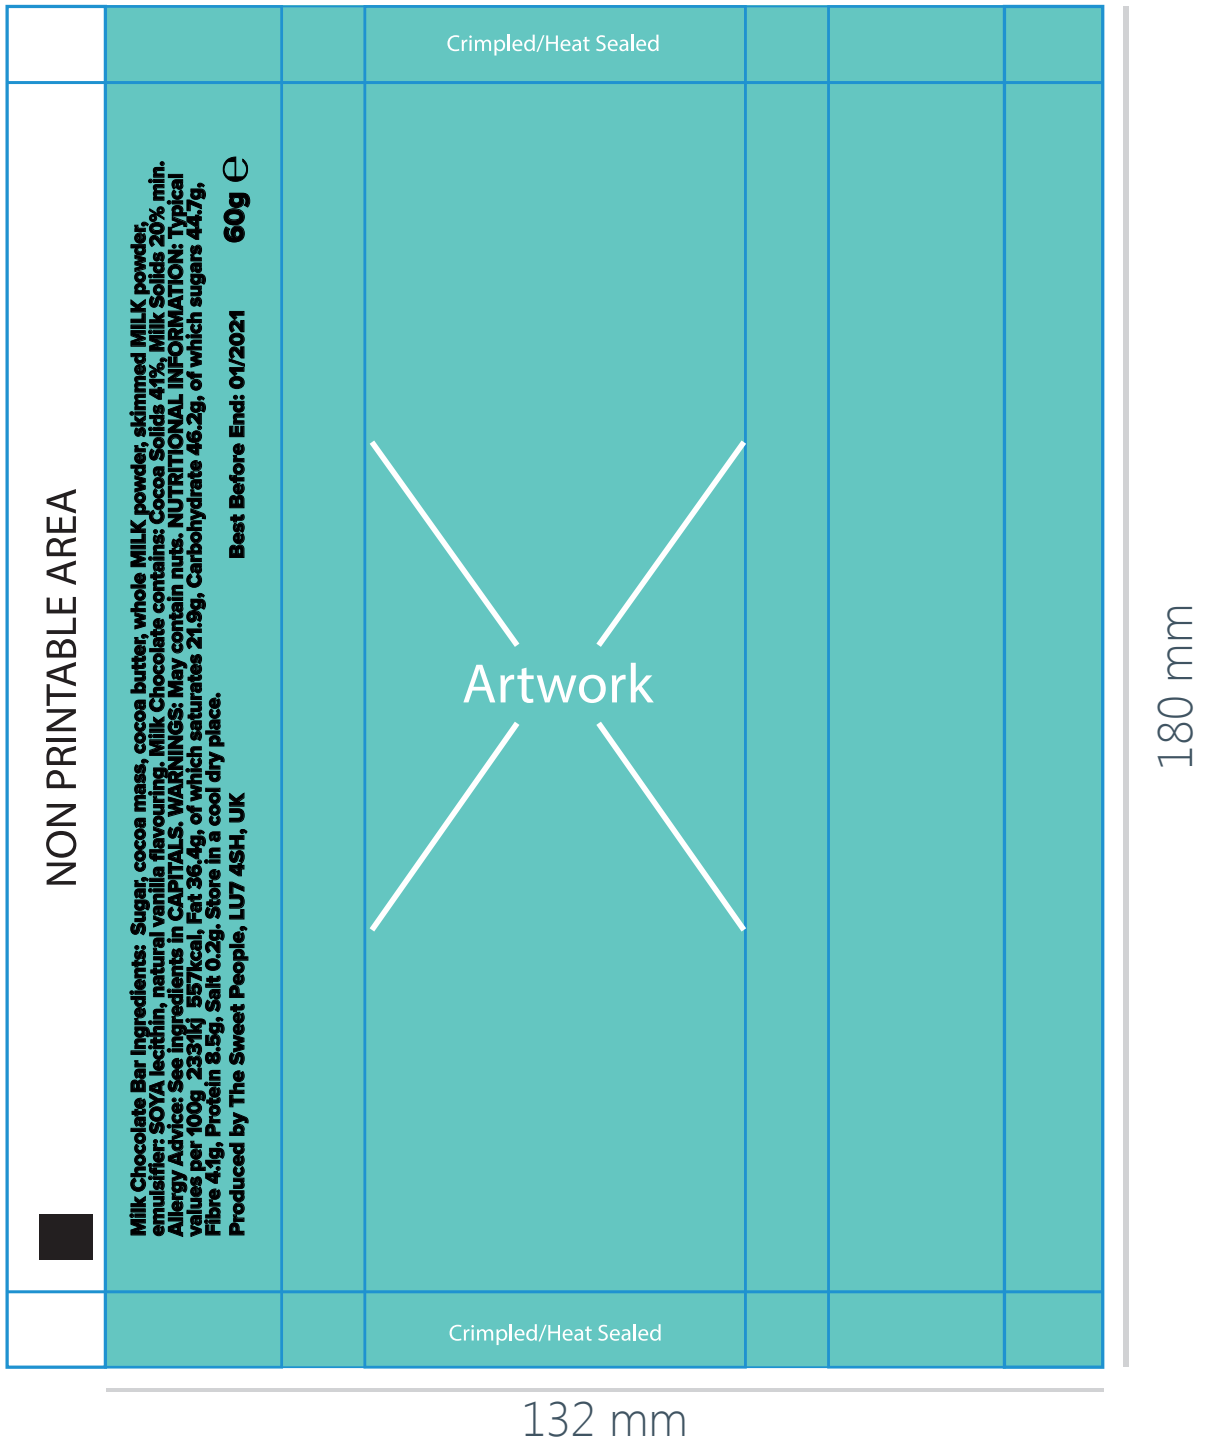 Crimpled/Heat Sealed
NON PRINTABLE AREA
Milk Chocolate Bar Ingredients: Sugar, cocoa mass, cocoa butter, whole MILK powder, skimmed MILK powder,
emulsifier: SOYA lecithin, natural vanilla flavouring. Milk Chocolate contains: Cocoa Solids 41%, Milk Solids 20% min.
Allergy Advice: See ingredients in CAPITALS. WARNINGS: May contain nuts. NUTRITIONAL INFORMATION: Typical
values per 100g 2331kj 557kcal, Fat 36.4g, of which saturates 21.9g, Carbohydrate 46.2g, of which sugars 44.7g,
Fibre 4.1g, Protein 8.5g, Salt 0.2g. Store in a cool dry place.
Produced by The Sweet People, LU7 4SH, UK Best Before End: 01/2021 60g ℮
Artwork
180 mm
Crimpled/Heat Sealed
132 mm